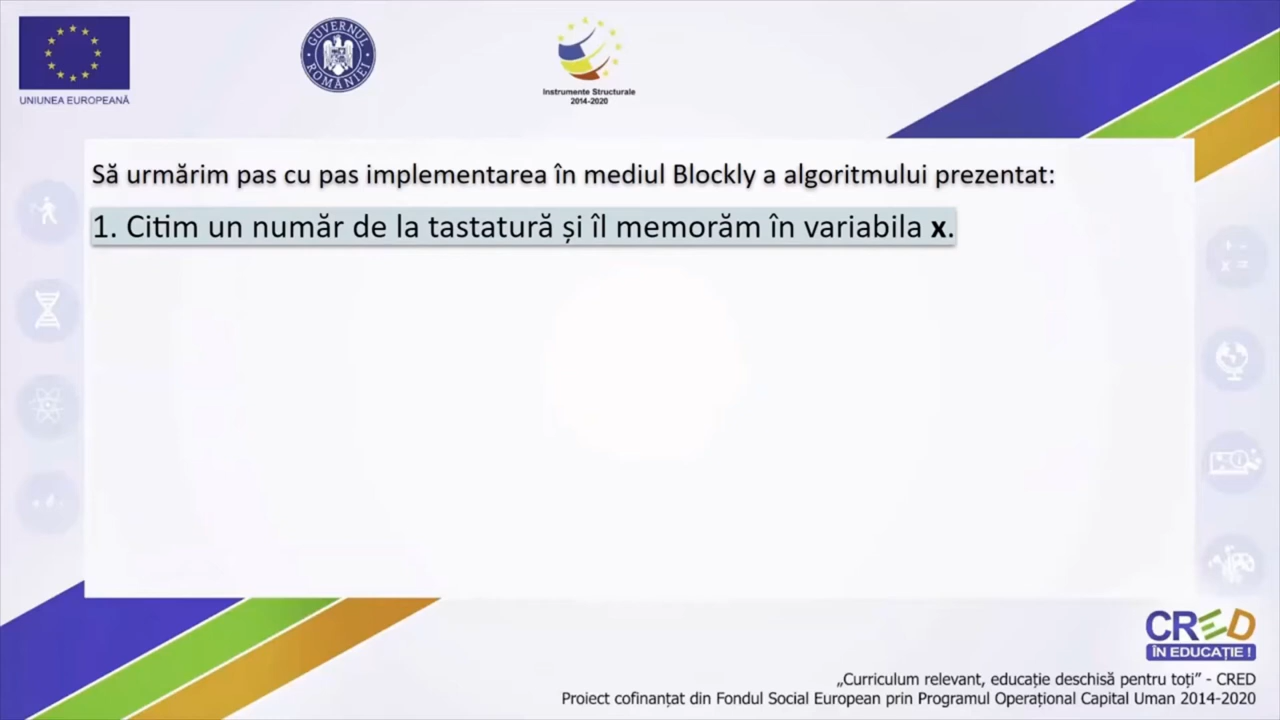 UNIUNEA EUROPEANĂ
GUVERNUL ROMÂNIEI
Instrumente Structurale
2014-2020
Să urmărim pas cu pas implementarea în mediul Blockly a algoritmului prezentat:
1. Citim un număr de la tastatură și îl memorăm în variabila x.
CRED
ÎN EDUCAȚIE !
„Curriculum relevant, educație deschisă pentru toți” - CRED
Proiect cofinanțat din Fondul Social European prin Programul Operațional Capital Uman 2014-2020